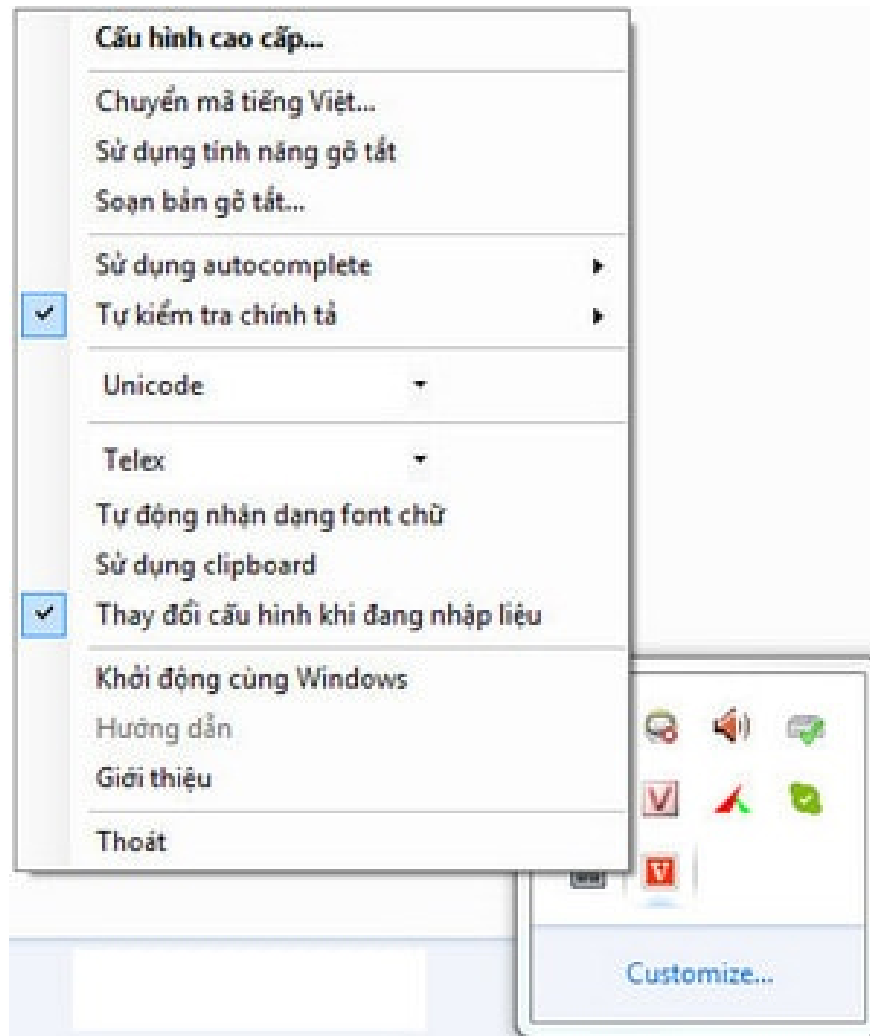 Cấu hình cao cấp...
Chuyển mã tiếng Việt...
Sử dụng tính năng gõ tắt
Soạn bản gõ tắt...
Sử dụng autocomplete
Tự kiểm tra chính tả
Unicode
Telex
Tự động nhận dạng font chữ
Sử dụng clipboard
Thay đổi cấu hình khi đang nhập liệu
Khởi động cùng Windows
Hướng dẫn
Giới thiệu
Thoát
V
V
Customize...